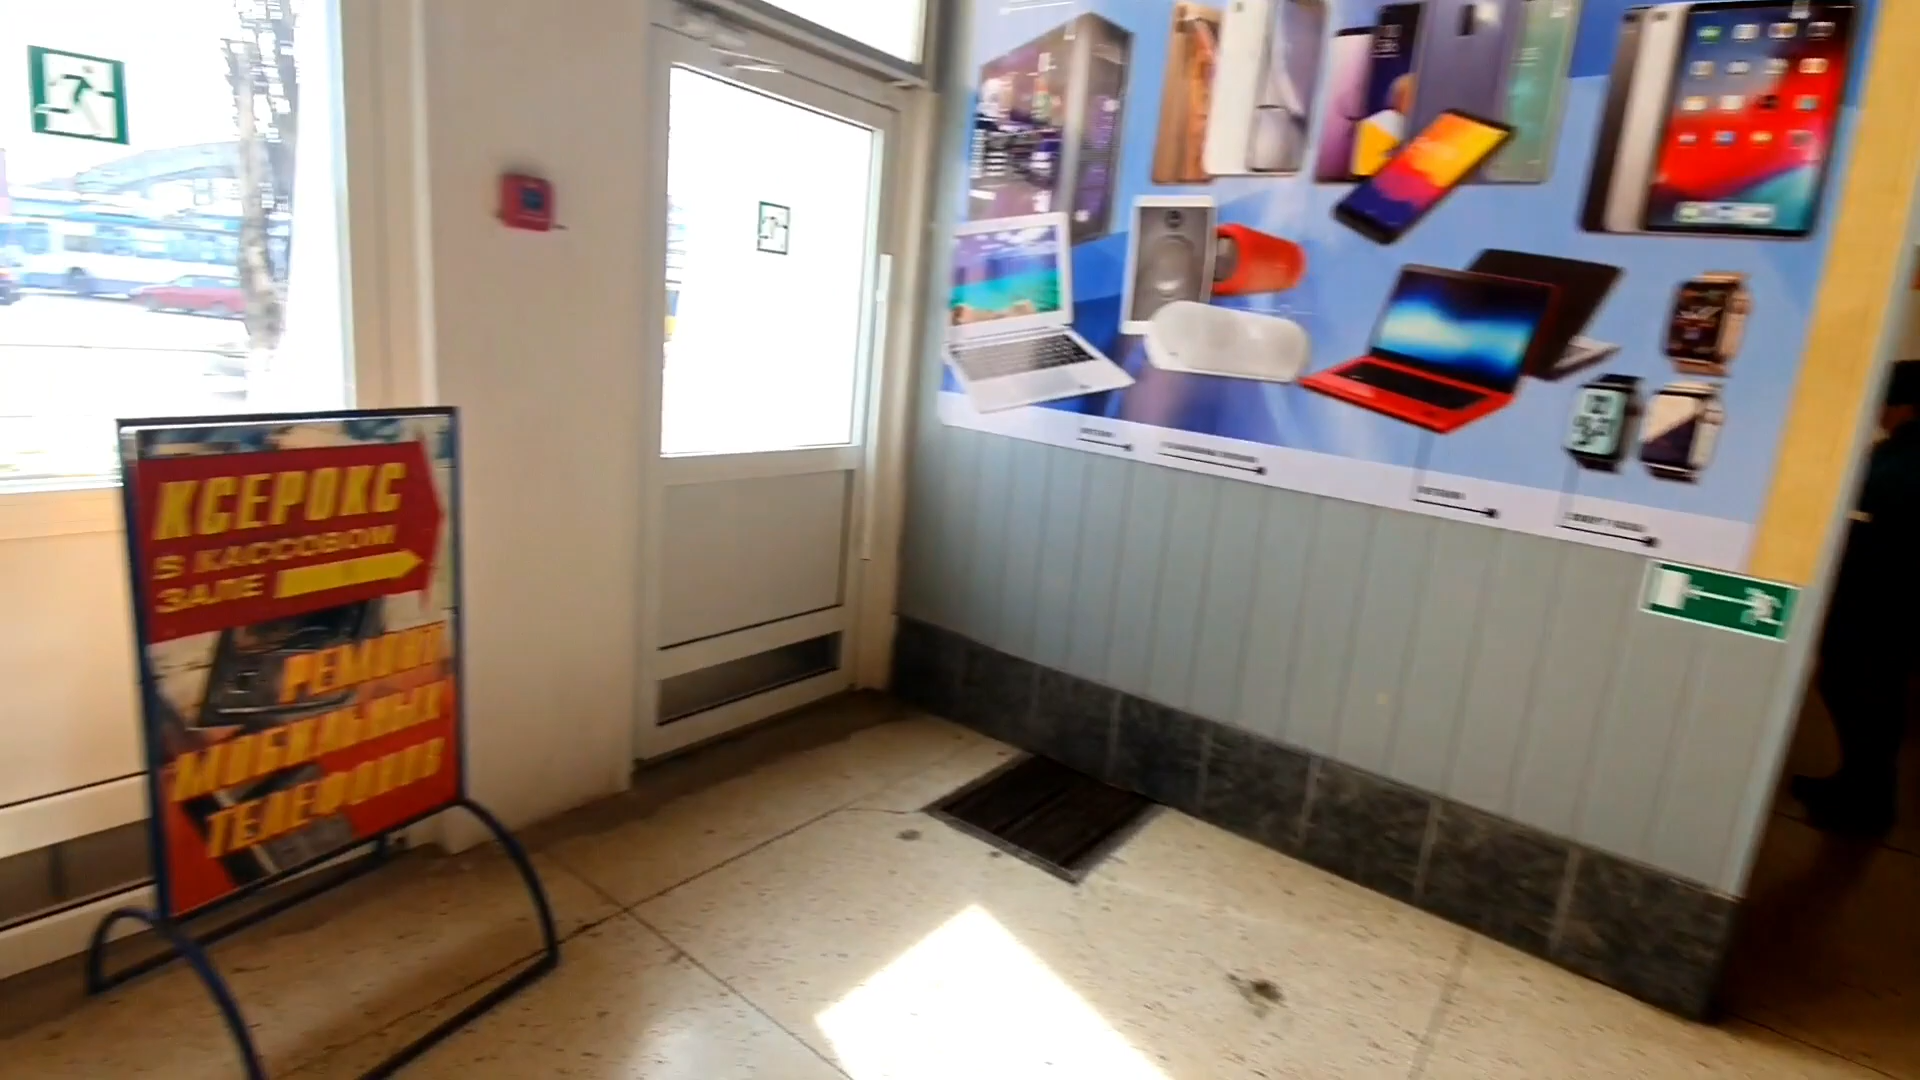 КСЕРОКС
В КАССОВОМ
ЗАЛЕ
РЕМОНТ
МОБИЛЬНЫХ
ТЕЛЕФОНОВ